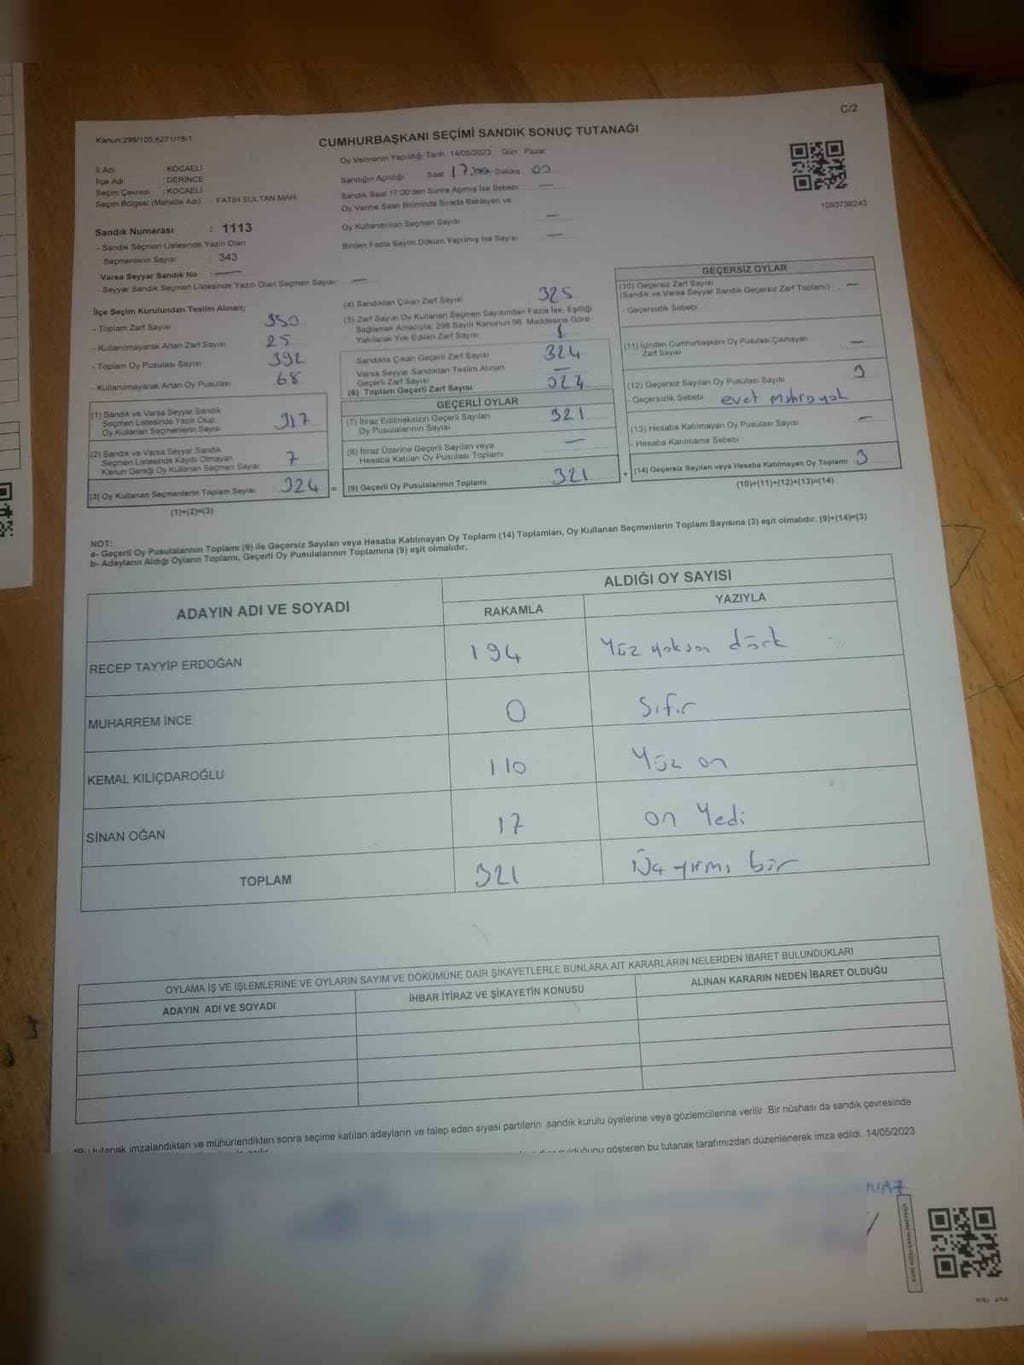 C/2
Kanun:298/105;6271/19-1
CUMHURBAŞKANI SEÇİMİ SANDIK SONUÇ TUTANAĞI
İl Adı : KOCAELİ
İlçe Adı : DERİNCE
Seçim Çevresi : KOCAELİ
Seçim Bölgesi (Mahalle Adı) FATİH SULTAN MAH.
Oy Vermenin Yapıldığı Tarih 14/05/2023 Gün : Pazar
Sandığın Açıldığı Saat 17.00 Dakika 00
Sandık Saat 17:00'den Sonra Açılmış İse Sebebi —
Oy Verme Saati Bitiminde Sırada Bekleyen ve
Oy Kullandırılan Seçmen Sayısı —
Birden Fazla Sayım Döküm Yapılmış İse Sayısı —
1093738243
Sandık Numarası : 1113
- Sandık Seçmen Listesinde Yazılı Olan
Seçmenlerin Sayısı : 343
Varsa Seyyar Sandık No : —
- Seyyar Sandık Seçmen Listesinde Yazılı Olan Seçmen Sayısı —
İlçe Seçim Kurulundan Teslim Alınan;
- Toplam Zarf Sayısı 350
- Kullanılmayarak Artan Zarf Sayısı 25
- Toplam Oy Pusulası Sayısı 392
- Kullanılmayarak Artan Oy Pusulası 68
(1) Sandık ve Varsa Seyyar Sandık
Seçmen Listesinde Yazılı Olup
Oy Kullanan Seçmenlerin Sayısı 317
(2) Sandık ve Varsa Seyyar Sandık
Seçmen Listesinde Kayıtlı Olmayan
Kanun Gereği Oy Kullanan Seçmen Sayısı 7
(3) Oy Kullanan Seçmenlerin Toplam Sayısı 324 =
(1)+(2)=(3)
(4) Sandıktan Çıkan Zarf Sayısı 325
(5) Zarf Sayısı Oy Kullanan Seçmen Sayısından Fazla İse, Eşitliği
Sağlamak Amacıyla, 298 Sayılı Kanunun 98. Maddesine Göre
Yakılarak Yok Edilen Zarf Sayısı 1
Sandıkta Çıkan Geçerli Zarf Sayısı 324
Varsa Seyyar Sandıktan Teslim Alınan
Geçerli Zarf Sayısı —
(6) Toplam Geçerli Zarf Sayısı 324
GEÇERLİ OYLAR
(7) İtiraz Edilmeksizin Geçerli Sayılan
Oy Pusulalarının Sayısı 321
(8) İtiraz Üzerine Geçerli Sayılan veya
Hesaba Katılan Oy Pusulası Toplamı —
(9) Geçerli Oy Pusulalarının Toplamı 321 +
GEÇERSİZ OYLAR
(10) Geçersiz Zarf Sayısı —
(Sandık ve Varsa Seyyar Sandık Geçersiz Zarf Toplamı)
- Geçersizlik Sebebi
(11) İçinden Cumhurbaşkanı Oy Pusulası Çıkmayan
Zarf Sayısı —
(12) Geçersiz Sayılan Oy Pusulası Sayısı 3
- Geçersizlik Sebebi evet
(13) Hesaba Katılmayan Oy Pusulası Sayısı —
- Hesaba Katılmama Sebebi
(14) Geçersiz Sayılan veya Hesaba Katılmayan Oy Toplamı 3
(10)+(11)+(12)+(13)=(14)
NOT:
a- Geçerli Oy Pusulalarının Toplamı (9) ile Geçersiz Sayılan veya Hesaba Katılmayan Oy Toplamı (14) Toplamları, Oy Kullanan Seçmenlerin Toplam Sayısına (3) eşit olmalıdır. (9)+(14)=(3)
b- Adayların Aldığı Oyların Toplamı, Geçerli Oy Pusulalarının Toplamına (9) eşit olmalıdır.
ADAYIN ADI VE SOYADI
ALDIĞI OY SAYISI
RAKAMLA YAZIYLA
RECEP TAYYİP ERDOĞAN 194 Yüz doksan dört
MUHARREM İNCE 0 Sıfır
KEMAL KILIÇDAROĞLU 110 Yüz on
SİNAN OĞAN 17 on Yedi
TOPLAM 321 Üç yirmi bir
OYLAMA İŞ VE İŞLEMLERİNE VE OYLARIN SAYIM VE DÖKÜMÜNE DAİR ŞİKAYETLERLE BUNLARA AİT KARARLARIN NELERDEN İBARET BULUNDUKLARI
ADAYIN ADI VE SOYADI İHBAR İTİRAZ VE ŞİKAYETİN KONUSU ALINAN KARARIN NEDEN İBARET OLDUĞU
*Bu tutanak imzalandıktan ve mühürlendikten sonra seçime katılan adayların ve talep eden siyasi partilerin sandık kurulu üyelerine veya gözlemcilerine verilir. Bir nüshası da sandık çevresinde
gösteren bu tutanak tarafımızdan düzenlenerek imza edildi. 14/05/2023